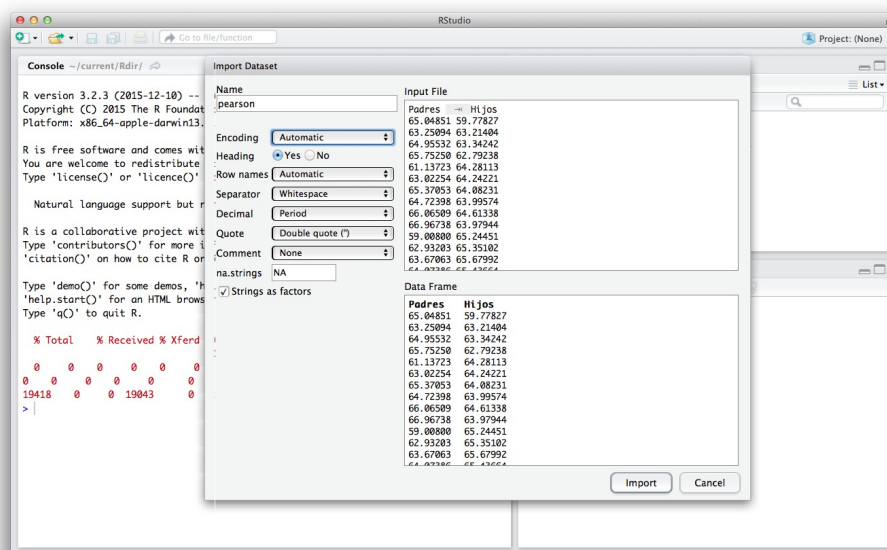 RStudio
Go to file/function
Project: (None)
Console ~/current/Rdir/
R version 3.2.3 (2015-12-10) --
Copyright (C) 2015 The R Foundat
Platform: x86_64-apple-darwin13.
R is free software and comes wit
You are welcome to redistribute
Type 'license()' or 'licence()'
Natural language support but r
R is a collaborative project wit
Type 'contributors()' for more i
'citation()' on how to cite R or
Type 'demo()' for some demos, 'h
'help.start()' for an HTML brows
Type 'q()' to quit R.
% Total % Received % Xferd
0 0 0 0 0 0
0 0 0 0 0 0
19418 0 0 19043 0
>
Import Dataset
Name
pearson
Encoding Automatic
Heading Yes No
Row names Automatic
Separator Whitespace
Decimal Period
Quote Double quote (")
Comment None
na.strings NA
Strings as factors
Input File
Padres Hijos
65.04851 59.77827
63.25094 63.21404
64.95532 63.34242
65.75250 62.79238
61.13723 64.28113
63.02254 64.24221
65.37053 64.08231
64.72398 63.99574
66.06509 64.61338
66.96738 63.97944
59.00800 65.24451
62.93203 65.35102
63.67063 65.67992
Data Frame
Padres Hijos
65.04851 59.77827
63.25094 63.21404
64.95532 63.34242
65.75250 62.79238
61.13723 64.28113
63.02254 64.24221
65.37053 64.08231
64.72398 63.99574
66.06509 64.61338
66.96738 63.97944
59.00800 65.24451
62.93203 65.35102
63.67063 65.67992
Import Cancel
List